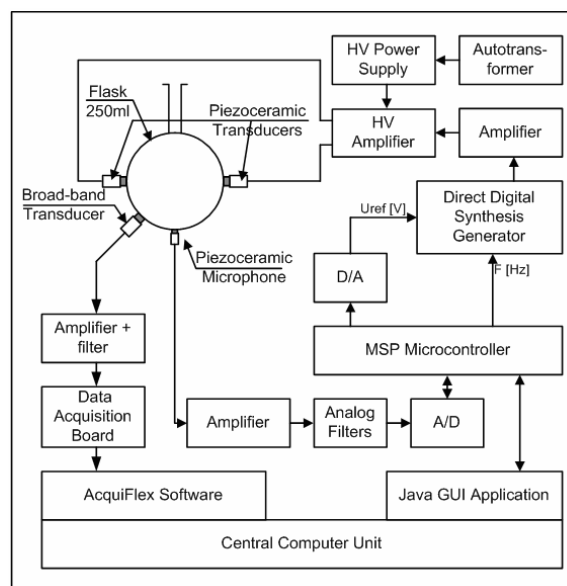 HV Power
Supply
Autotrans-
former
Flask
250ml
Piezoceramic
Transducers
HV
Amplifier
Amplifier
Broad-band
Transducer
Direct Digital
Synthesis
Generator
Uref [V]
F [Hz]
Piezoceramic
Microphone
D/A
Amplifier +
filter
MSP Microcontroller
Data
Acquisition
Board
Amplifier
Analog
Filters
A/D
AcquiFlex Software
Java GUI Application
Central Computer Unit